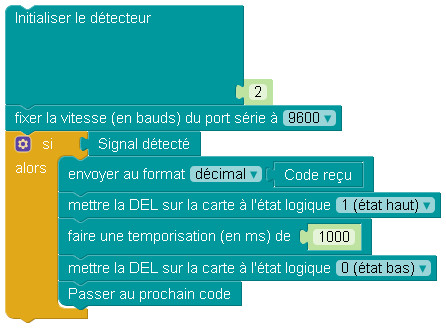 Initialiser le détecteur
2
fixer la vitesse (en bauds) du port série à 9600
si Signal détecté
alors
envoyer au format décimal Code reçu
mettre la DEL sur la carte à l'état logique 1 (état haut)
faire une temporisation (en ms) de 1000
mettre la DEL sur la carte à l'état logique 0 (état bas)
Passer au prochain code